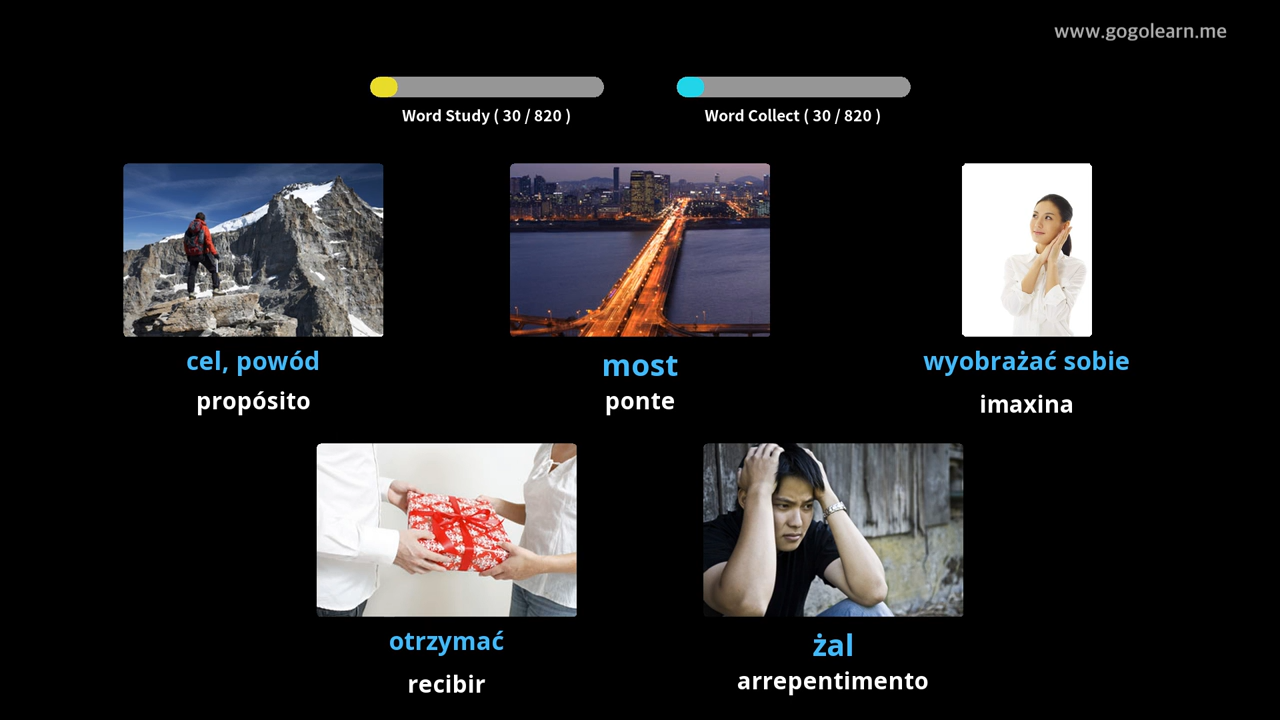 www.gogolearn.me
Word Study ( 30 / 820 )
Word Collect ( 30 / 820 )
cel, powód
propósito
most
ponte
wyobrażać sobie
imaxina
otrzymać
recibir
żal
arrepentimento